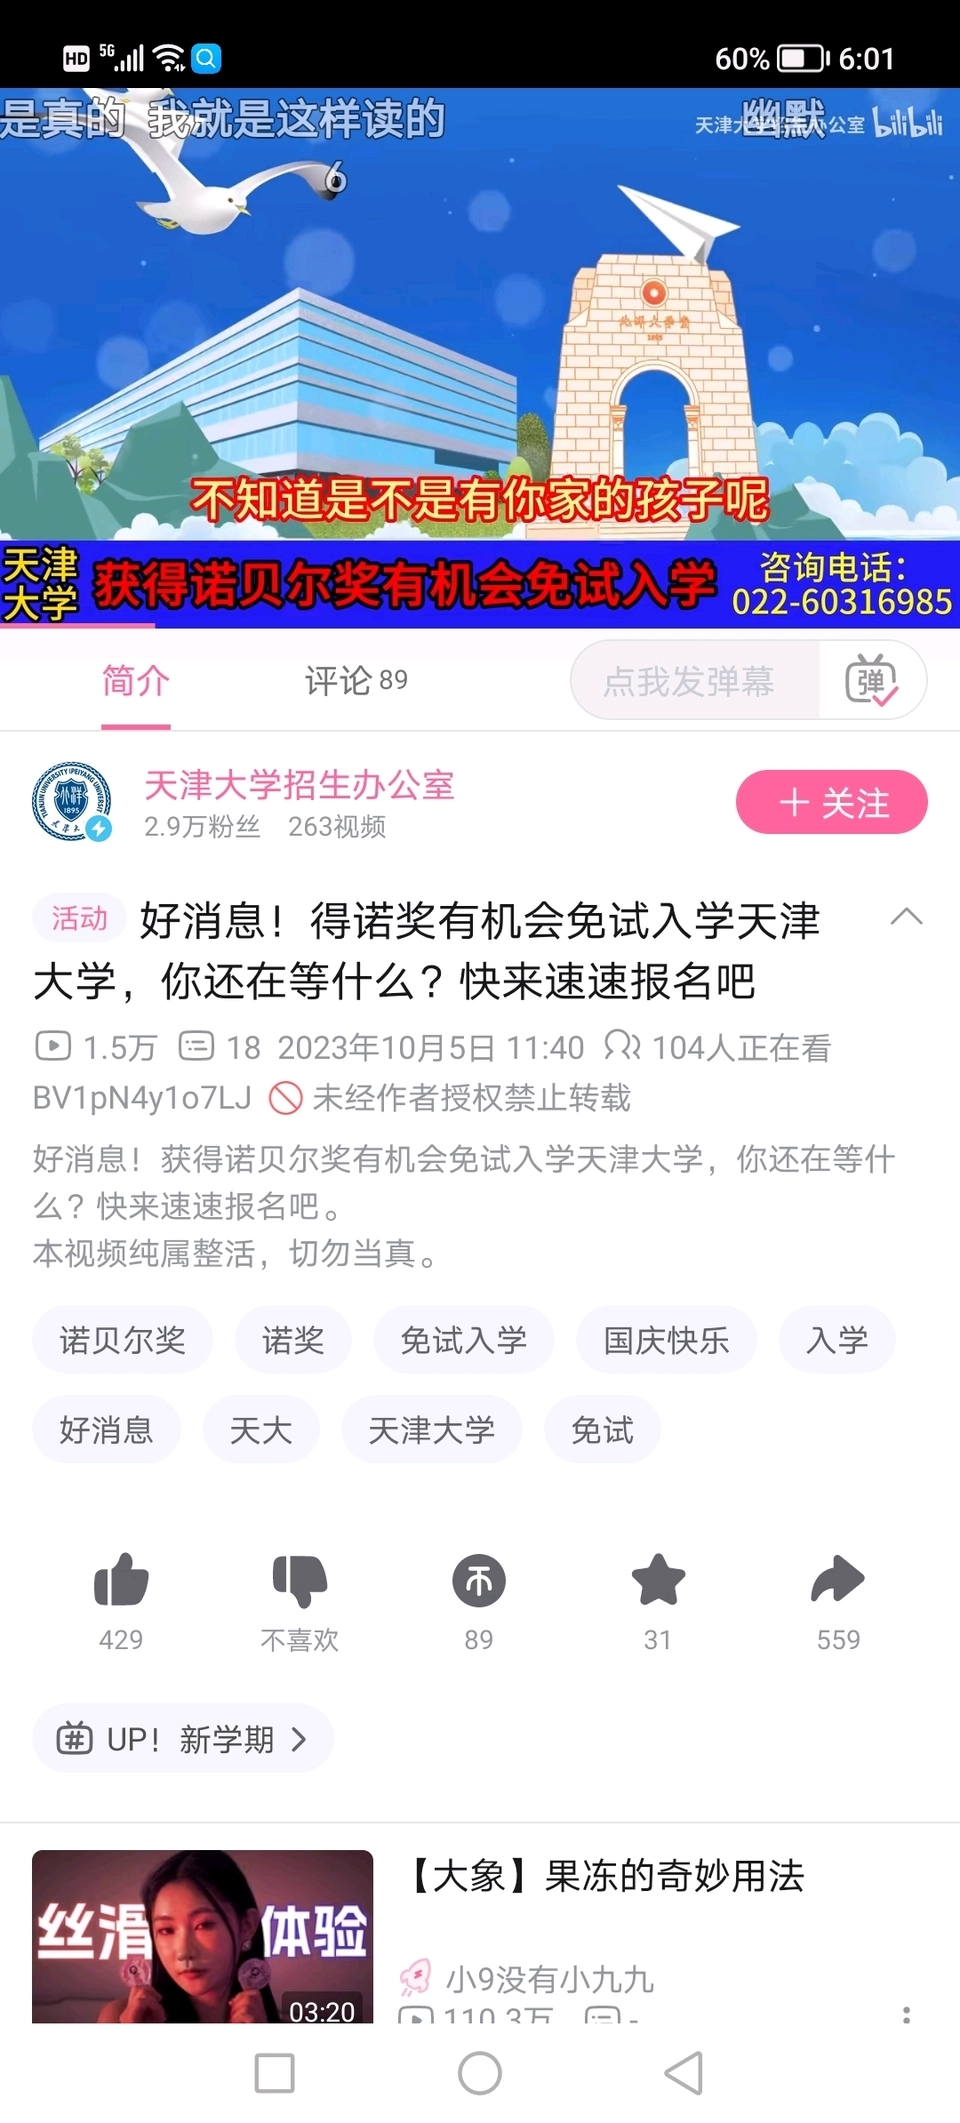 HD 5G 60% 6:01
是真的 我就是这样读的 幽默
天津大学招生办公室 bilibili
6
北洋大学堂
1895
不知道是不是有你家的孩子呢
天津大学
获得诺贝尔奖有机会免试入学
咨询电话：
022-60316985
简介 评论 89 点我发弹幕 弹
天津大学招生办公室
2.9万粉丝 263视频
＋ 关注
活动 好消息！得诺奖有机会免试入学天津
大学，你还在等什么？快来速速报名吧
1.5万 18 2023年10月5日 11:40 104人正在看
BV1pN4y1o7LJ 未经作者授权禁止转载
好消息！获得诺贝尔奖有机会免试入学天津大学，你还在等什
么？快来速速报名吧。
本视频纯属整活，切勿当真。
诺贝尔奖 诺奖 免试入学 国庆快乐 入学
好消息 天大 天津大学 免试
429 不喜欢 89 31 559
UP！新学期
丝滑 体验
03:20
【大象】果冻的奇妙用法
小9没有小九九
110.3万 -